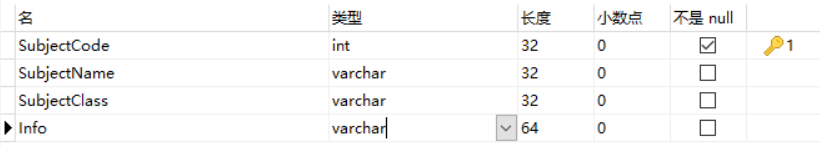 名 类型 长度 小数点 不是 null
SubjectCode int 32 0 1
SubjectName varchar 32 0
SubjectClass varchar 32 0
Info varchar 64 0